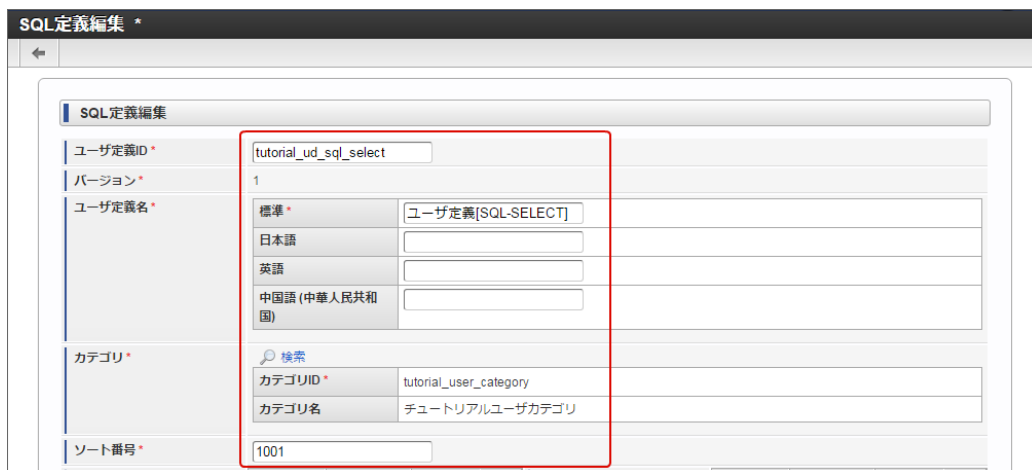 SQL定義編集 *
SQL定義編集
ユーザ定義ID *
tutorial_ud_sql_select
バージョン *
1
ユーザ定義名 *
標準 *
ユーザ定義[SQL-SELECT]
日本語
英語
中国語 (中華人民共和
国)
カテゴリ *
検索
カテゴリID *
tutorial_user_category
カテゴリ名
チュートリアルユーザカテゴリ
ソート番号 *
1001